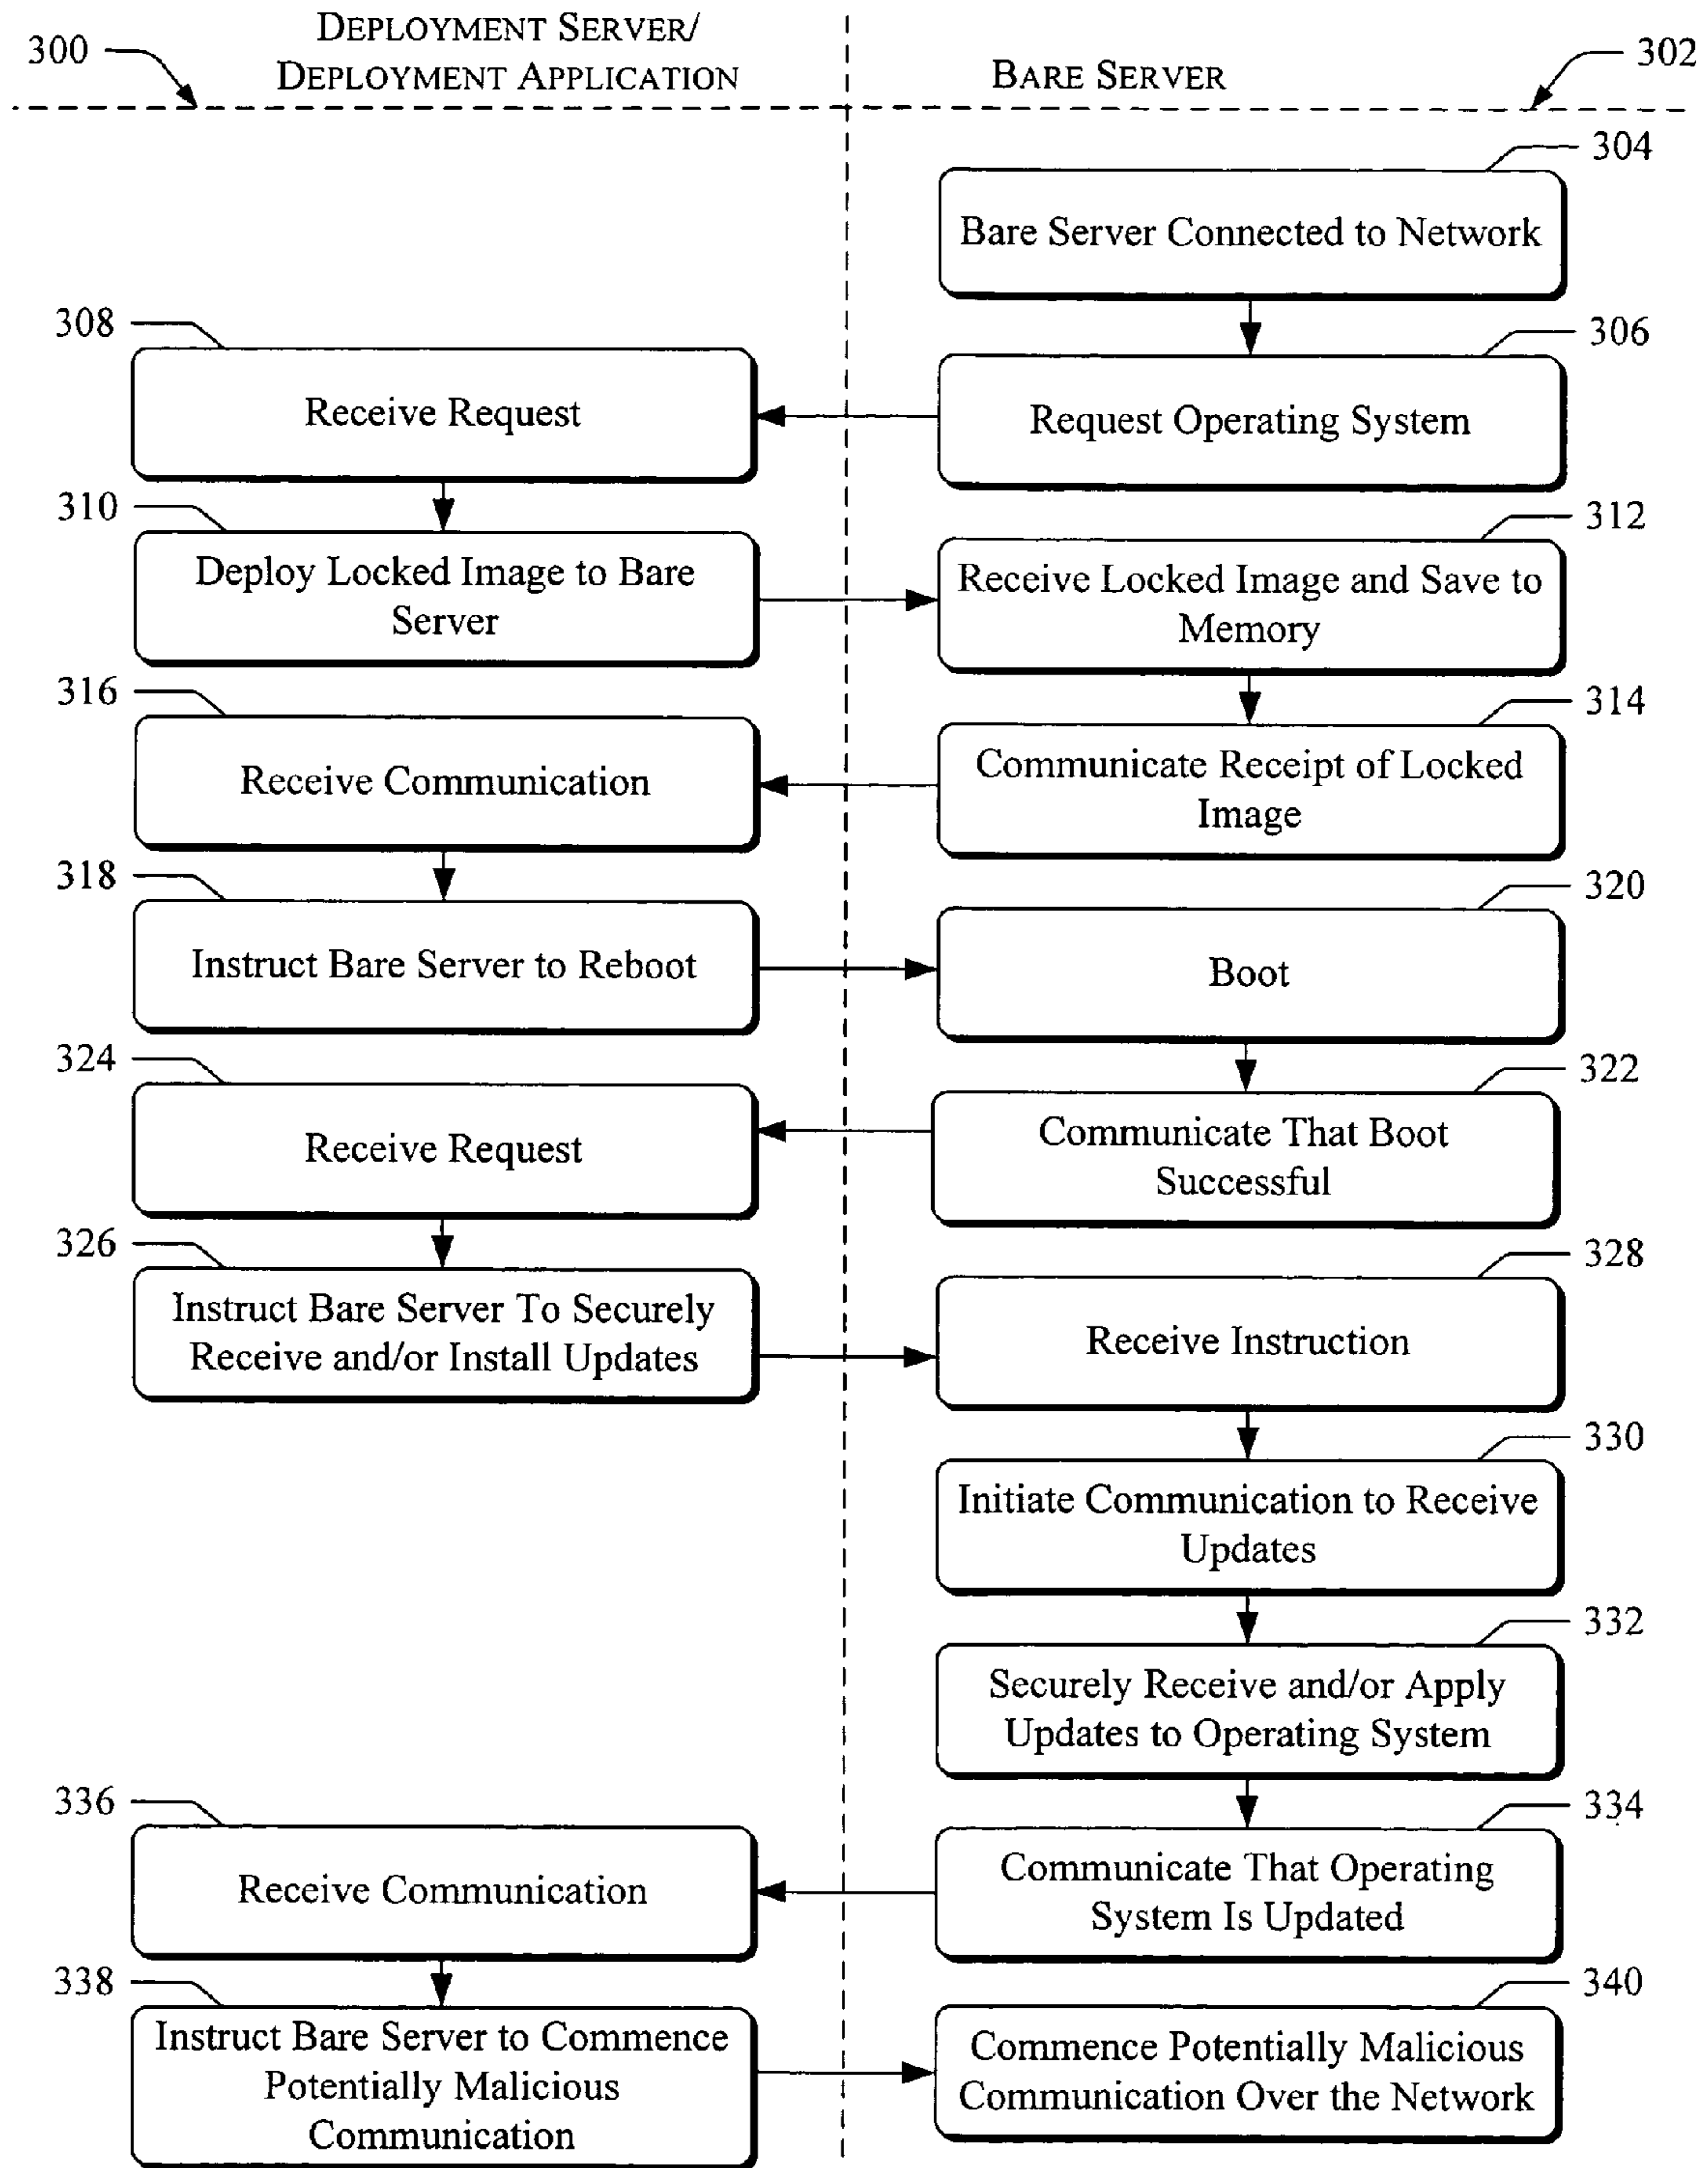 300
DEPLOYMENT SERVER/
DEPLOYMENT APPLICATION
BARE SERVER
302
304
Bare Server Connected to Network
308
306
Receive Request
Request Operating System
310
312
Deploy Locked Image to Bare
Server
Receive Locked Image and Save to
Memory
316
314
Receive Communication
Communicate Receipt of Locked
Image
318
320
Instruct Bare Server to Reboot
Boot
324
322
Receive Request
Communicate That Boot
Successful
326
328
Instruct Bare Server To Securely
Receive and/or Install Updates
Receive Instruction
330
Initiate Communication to Receive
Updates
332
Securely Receive and/or Apply
Updates to Operating System
336
334
Receive Communication
Communicate That Operating
System Is Updated
338
340
Instruct Bare Server to Commence
Potentially Malicious
Communication
Commence Potentially Malicious
Communication Over the Network